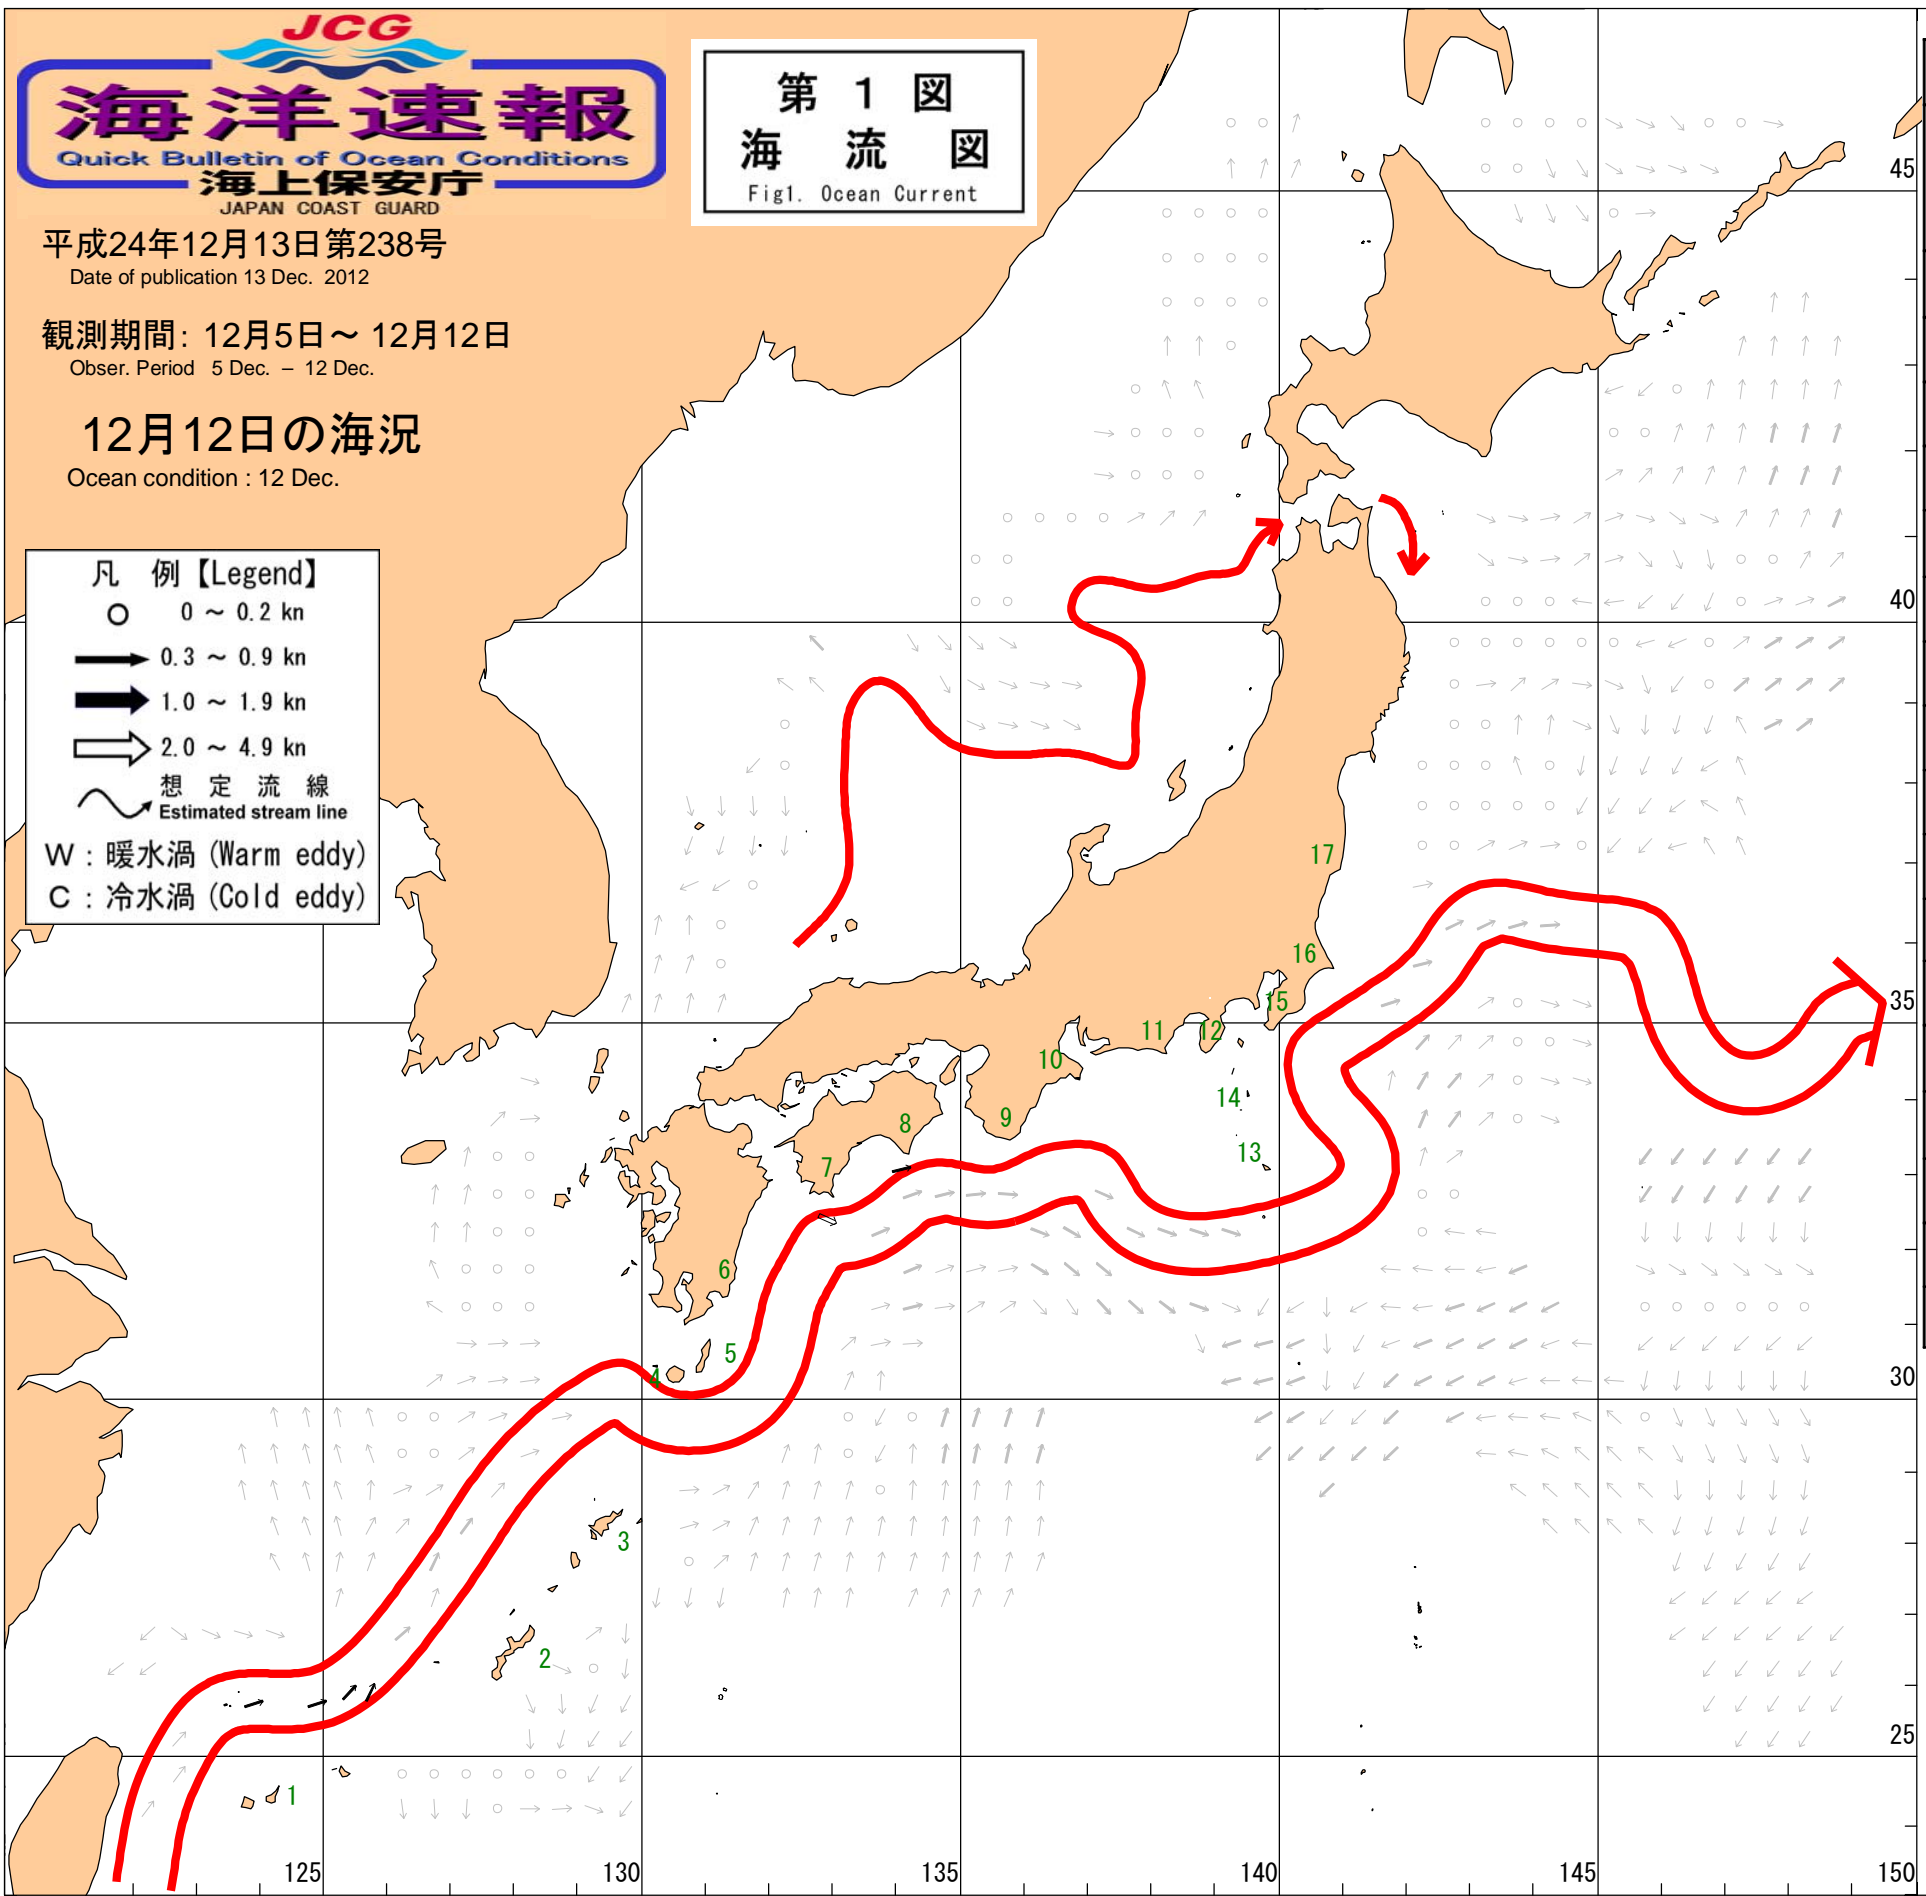 JCG
海洋速報
Quick Bulletin of Ocean Conditions
海上保安庁
JAPAN COAST GUARD
第 1 図
海 流 図
Fig1. Ocean Current
平成24年12月13日第238号
Date of publication 13 Dec. 2012
観測期間: 12月5日～ 12月12日
Obser. Period 5 Dec. – 12 Dec.
12月12日の海況
Ocean condition : 12 Dec.
凡 例【Legend】
0 ～ 0.2 kn
0.3 ～ 0.9 kn
1.0 ～ 1.9 kn
2.0 ～ 4.9 kn
想 定 流 線
Estimated stream line
W : 暖水渦 (Warm eddy)
C : 冷水渦 (Cold eddy)
45
40
17
16
35
15
12
11
10
14
9
8
13
7
6
5
4
30
3
2
25
1
125
130
135
140
145
150